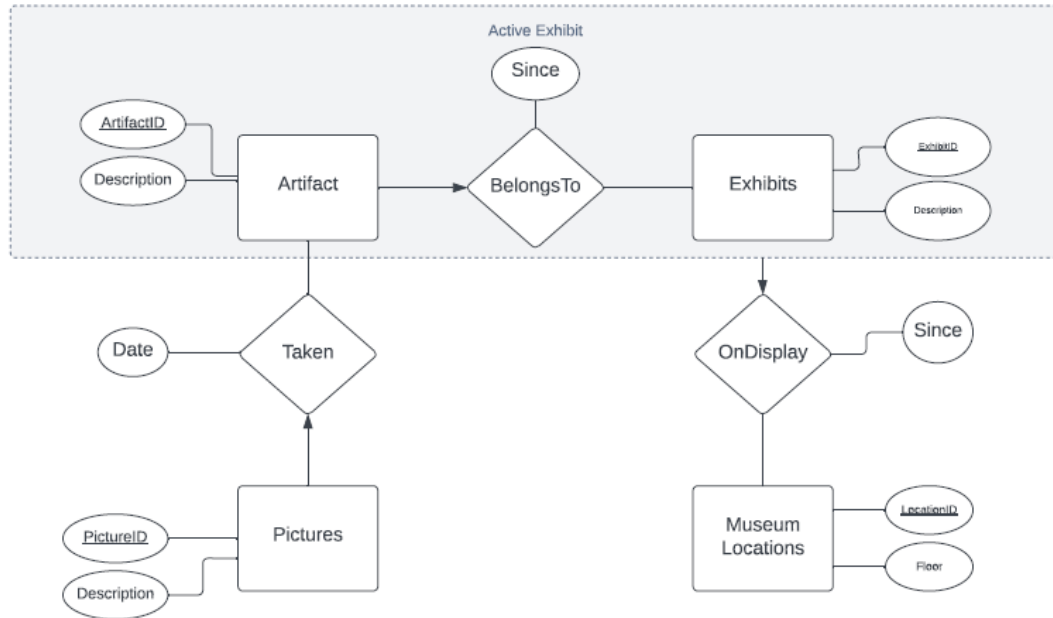 Active Exhibit
Since
ArtifactID
Description
Artifact
BelongsTo
Exhibits
ExhibitID
Description
Date
Taken
OnDisplay
Since
PictureID
Description
Pictures
Museum
Locations
LocationID
Floor